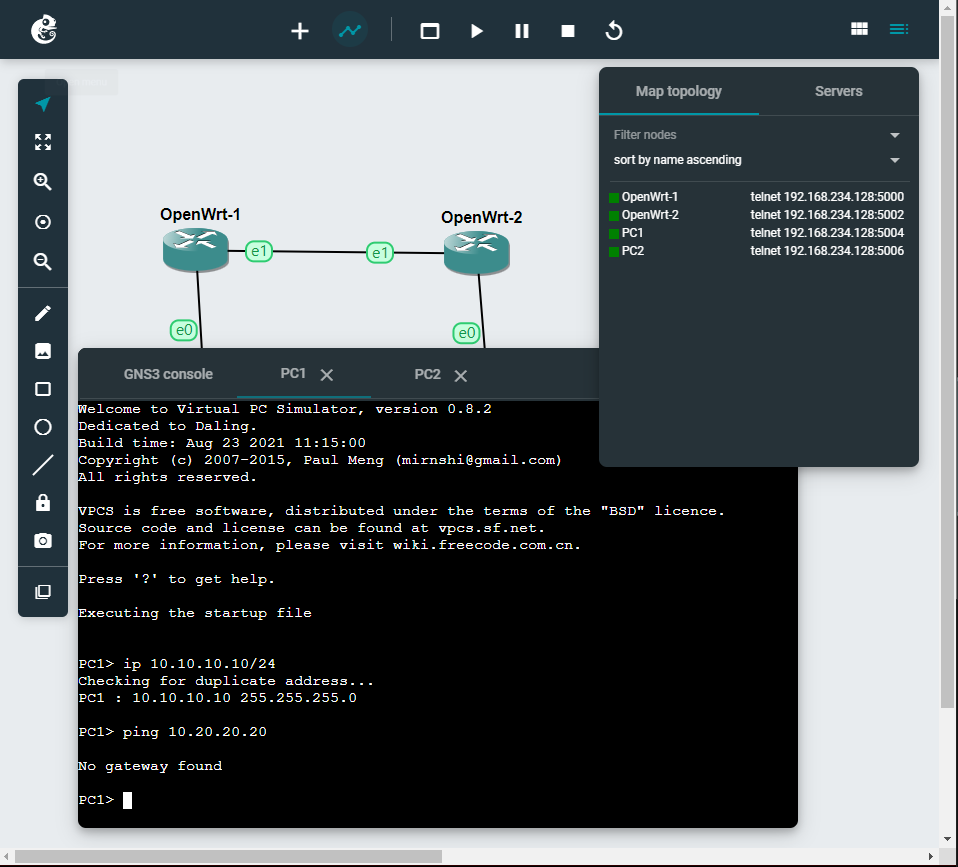 Map topology Servers
Filter nodes
sort by name ascending
OpenWrt-1 telnet 192.168.234.128:5000
OpenWrt-2 telnet 192.168.234.128:5002
PC1 telnet 192.168.234.128:5004
PC2 telnet 192.168.234.128:5006
OpenWrt-1
OpenWrt-2
e1
e1
e0
e0
GNS3 console PC1 PC2
Welcome to Virtual PC Simulator, version 0.8.2
Dedicated to Daling.
Build time: Aug 23 2021 11:15:00
Copyright (c) 2007-2015, Paul Meng (mirnshi@gmail.com)
All rights reserved.
VPCS is free software, distributed under the terms of the "BSD" licence.
Source code and license can be found at vpcs.sf.net.
For more information, please visit wiki.freecode.com.cn.
Press '?' to get help.
Executing the startup file
PC1> ip 10.10.10.10/24
Checking for duplicate address...
PC1 : 10.10.10.10 255.255.255.0
PC1> ping 10.20.20.20
No gateway found
PC1>